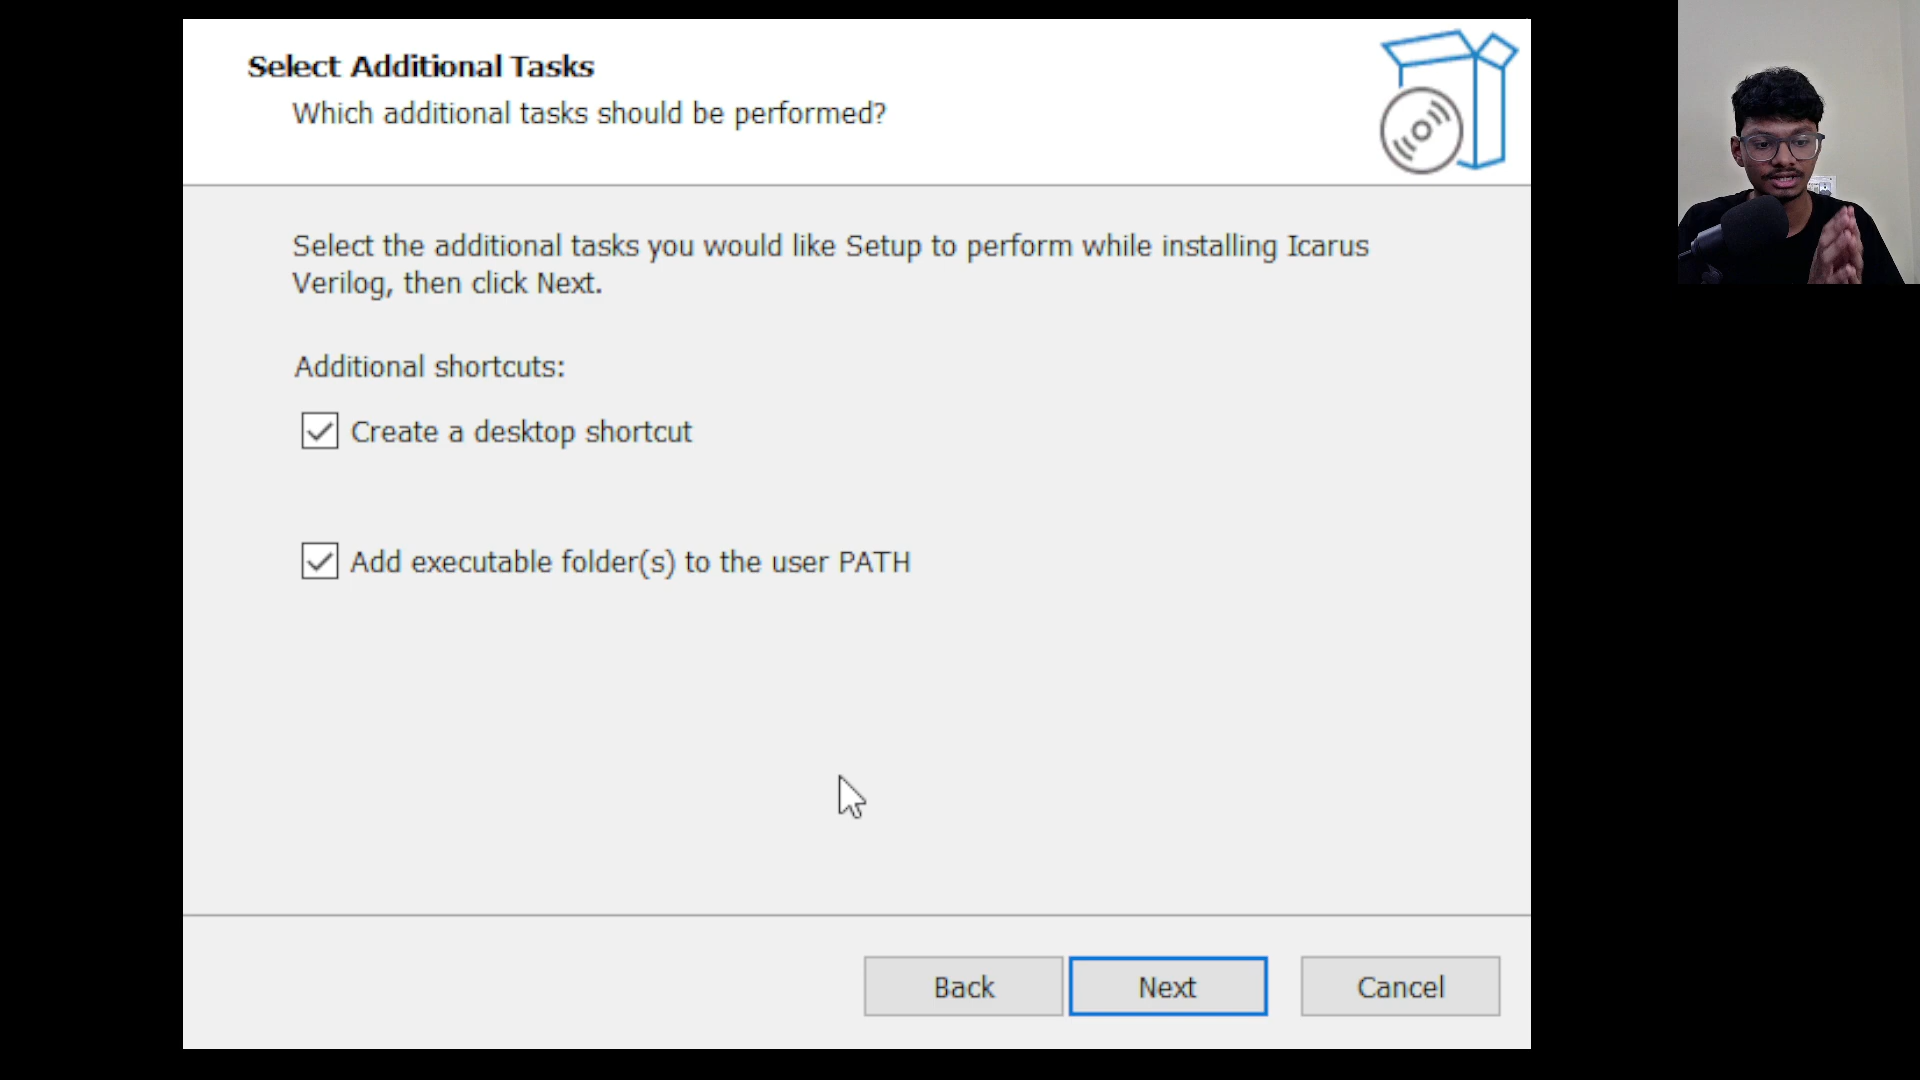 Select Additional Tasks
Which additional tasks should be performed?
Select the additional tasks you would like Setup to perform while installing Icarus
Verilog, then click Next.
Additional shortcuts:
Create a desktop shortcut
Add executable folder(s) to the user PATH
Back
Next
Cancel